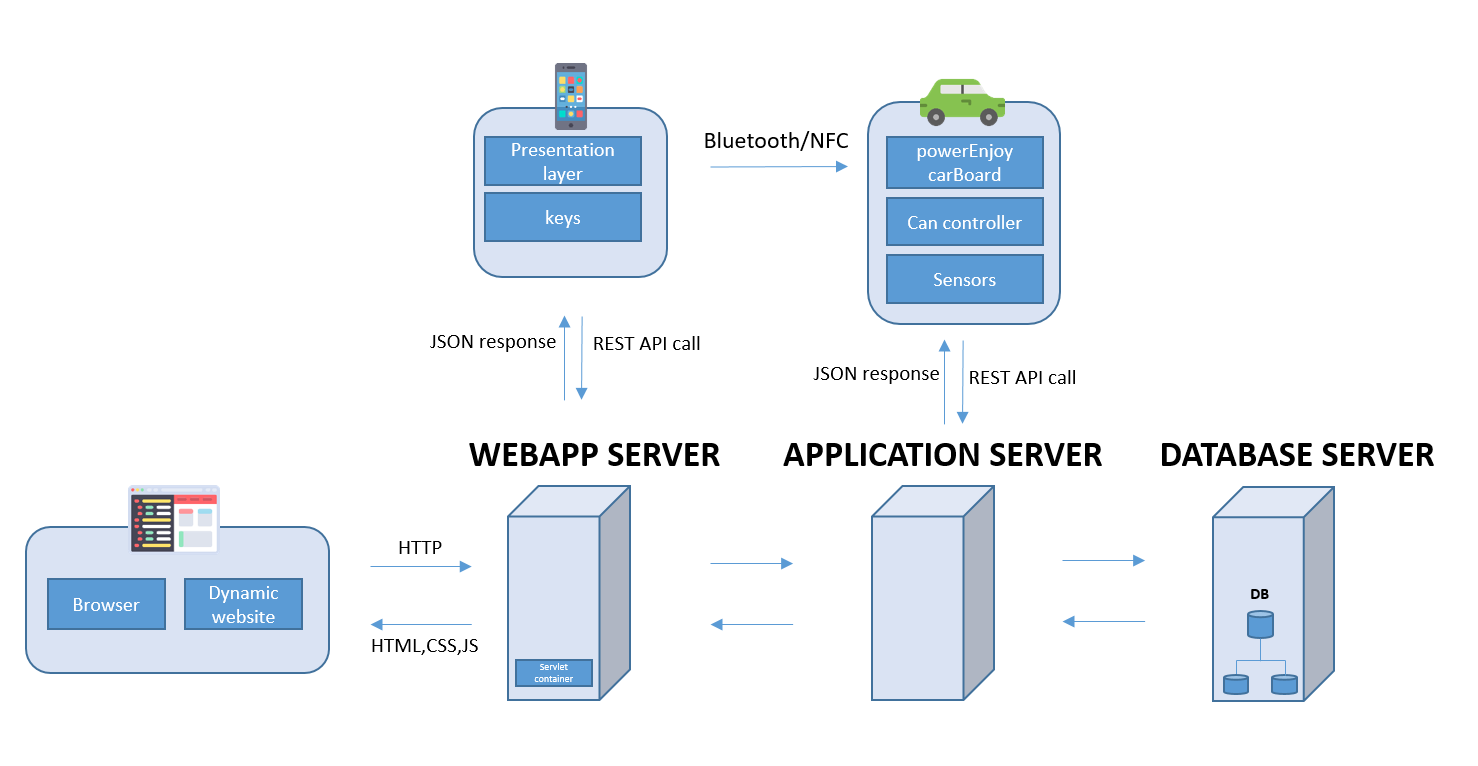 Presentation
layer
keys
Bluetooth/NFC
powerEnjoy
carBoard
Can controller
Sensors
JSON response
REST API call
JSON response
REST API call
WEBAPP SERVER
APPLICATION SERVER
DATABASE SERVER
Browser
Dynamic
website
HTTP
HTML,CSS,JS
Servlet
container
DB